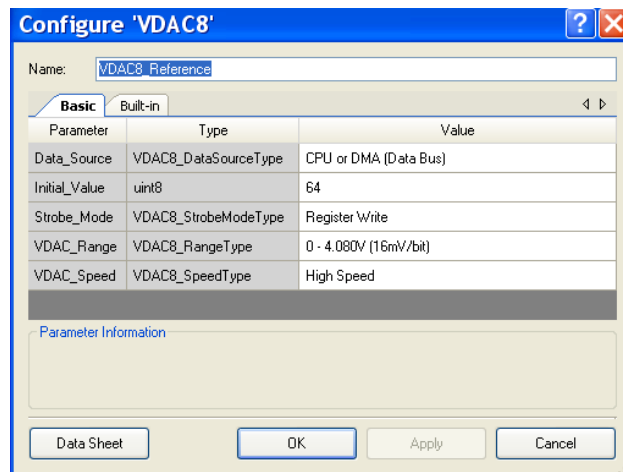 Configure 'VDAC8'
Name: VDAC8_Reference
Basic Built-in
Parameter Type Value
Data_Source VDAC8_DataSourceType CPU or DMA (Data Bus)
Initial_Value uint8 64
Strobe_Mode VDAC8_StrobeModeType Register Write
VDAC_Range VDAC8_RangeType 0 - 4.080V (16mV/bit)
VDAC_Speed VDAC8_SpeedType High Speed
Parameter Information
Data Sheet OK Apply Cancel